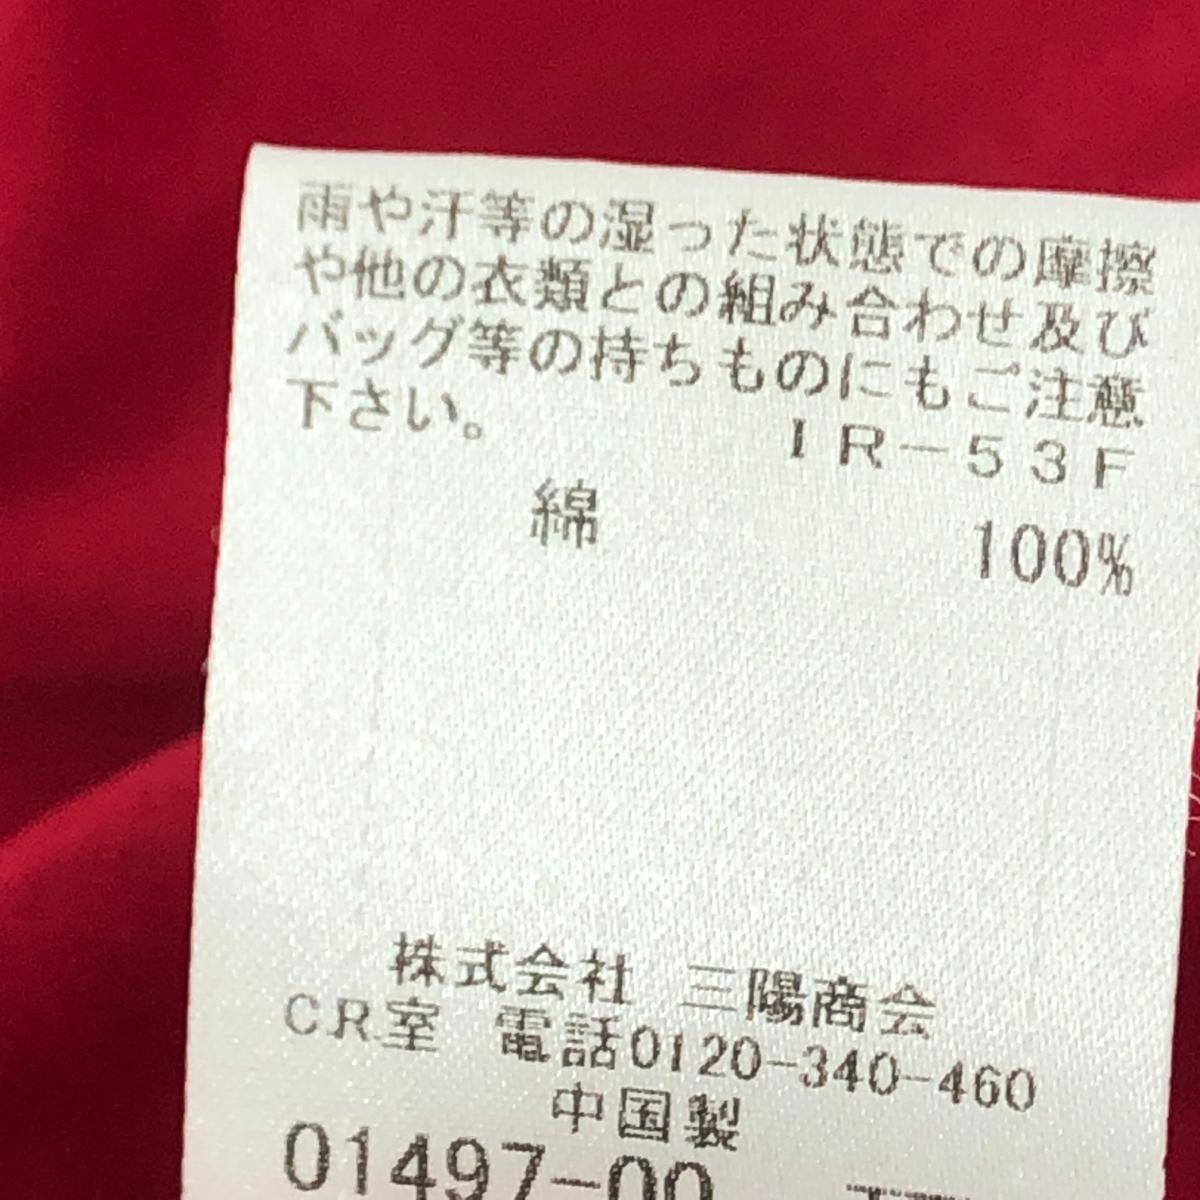 雨や汗等の湿った状態での摩擦
や他の衣類との組み合わせ及び
バッグ等の持ちものにもご注意
下さい。 IR-53F
綿 100%
株式会社 三陽商会
C.R.室 電話0120-340-460
中国製
01497-00